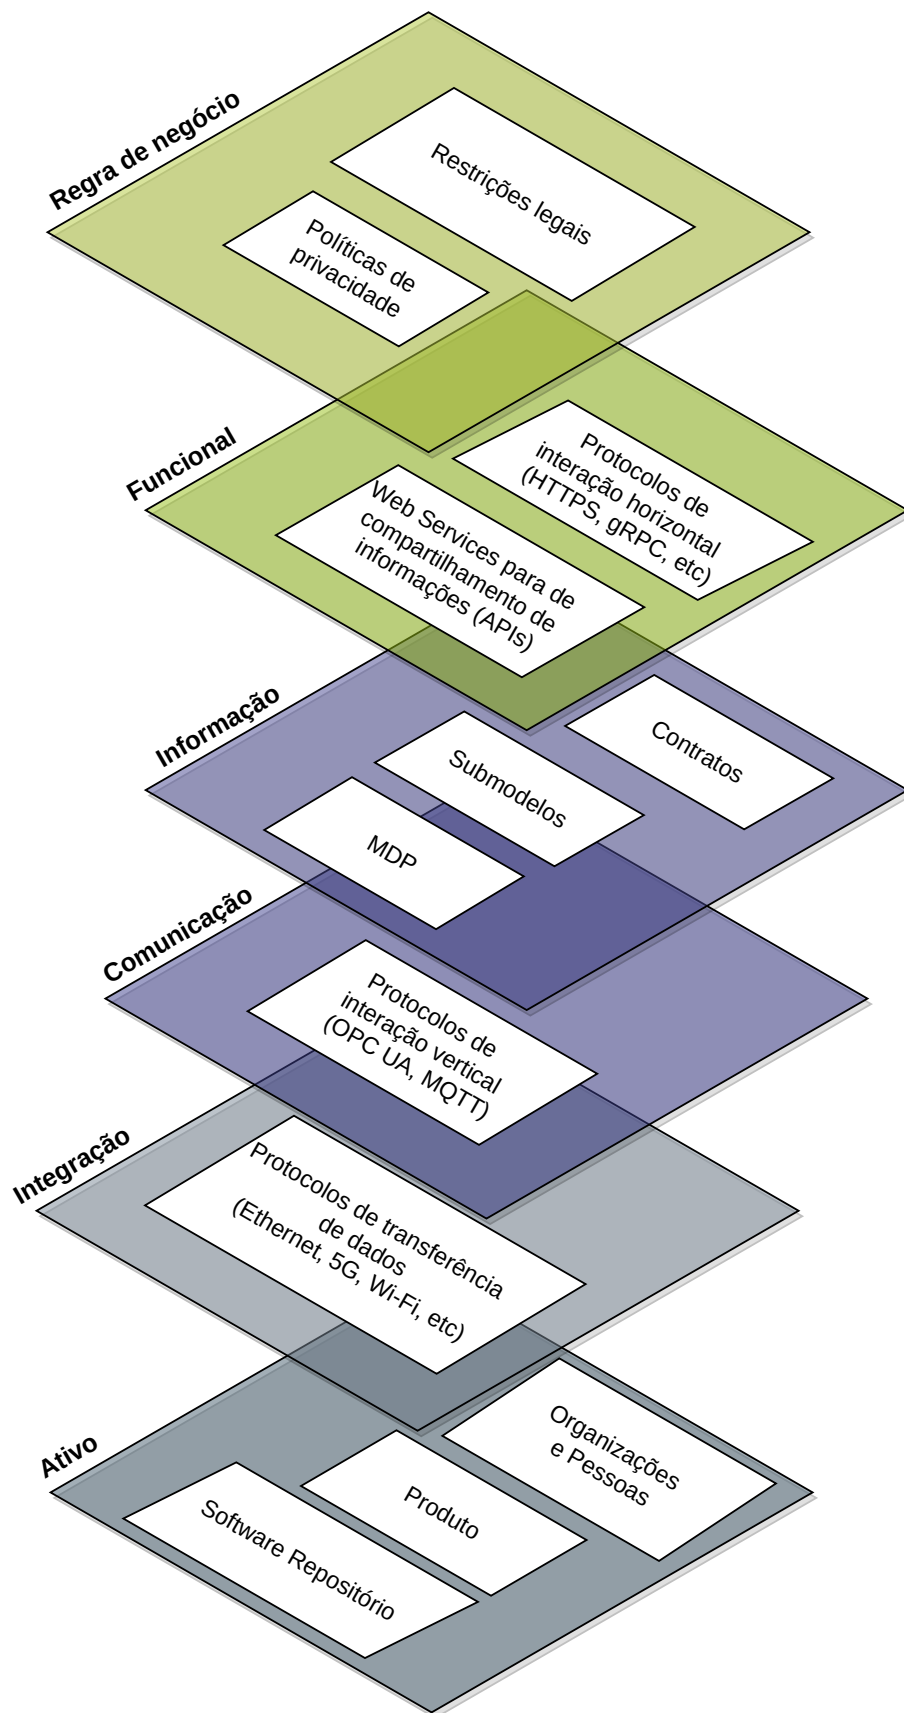 Regra de negócio
Restrições legais
Políticas de
privacidade
Funcional
Protocolos de
interação horizontal
(HTTPS, gRPC, etc)
Web Services para de
compartilhamento de
informações (APIs)
Informação
Contratos
Submodelos
MDP
Comunicação
Protocolos de
interação vertical
(OPC UA, MQTT)
Integração
Protocolos de transferência
de dados
(Ethernet, 5G, Wi-Fi, etc)
Ativo
Organizações
e Pessoas
Produto
Software Repositório